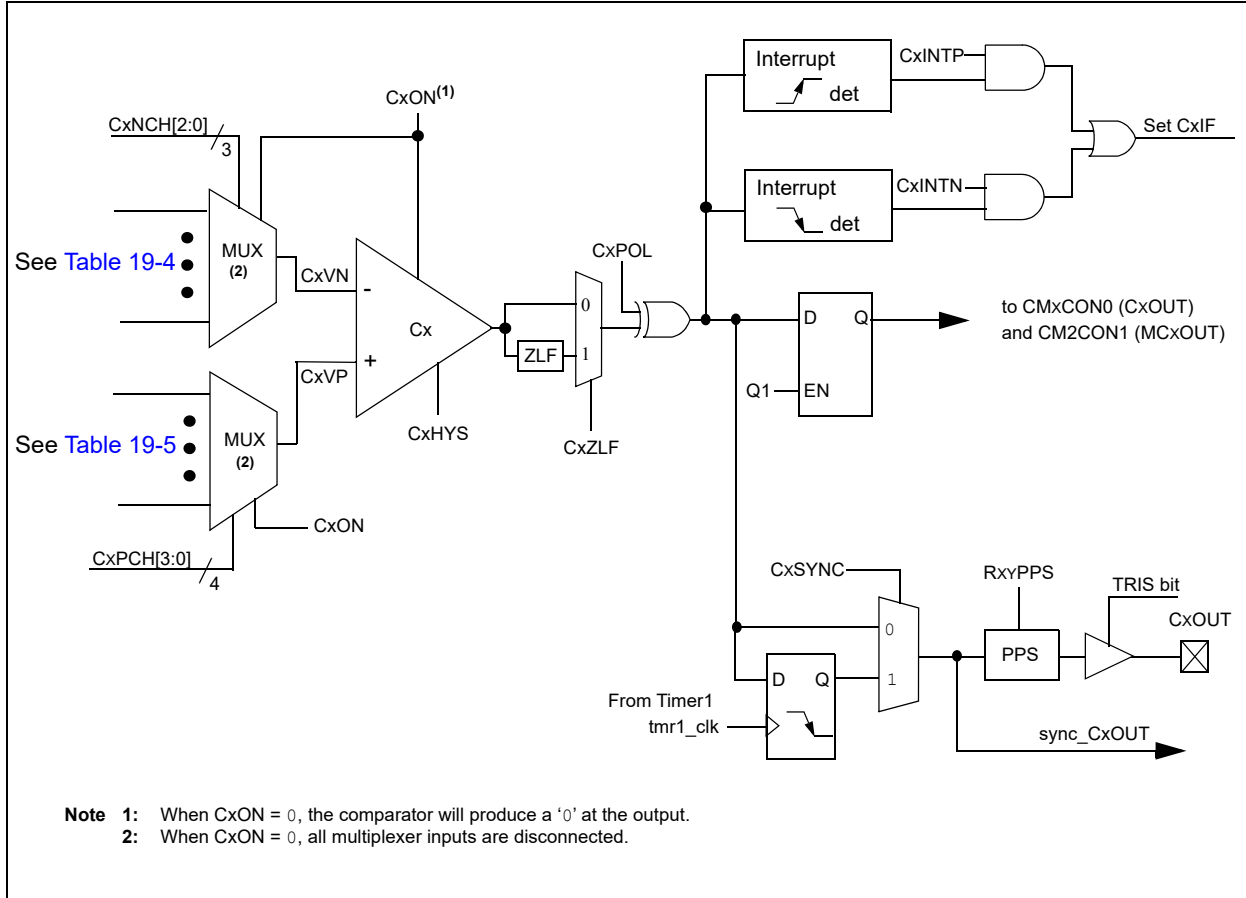 Interrupt
det
CxINTP
CxON(1)
CxNCH[2:0]
3
Set CxIF
Interrupt
det
CxINTN
See Table 19-4
MUX
(2)
CxVN
-
Cx
+
CxVP
CxPOL
0
ZLF
1
D
Q
EN
Q1
to CMxCON0 (CxOUT)
and CM2CON1 (MCxOUT)
See Table 19-5
MUX
(2)
CxHYS
CxZLF
CxON
CxPCH[3:0]
4
CxSYNC
RXYPPS
TRIS bit
CxOUT
0
1
PPS
D
Q
From Timer1
tmr1_clk
sync_CxOUT
Note 1: When CxON = 0, the comparator will produce a ‘0’ at the output.
2: When CxON = 0, all multiplexer inputs are disconnected.